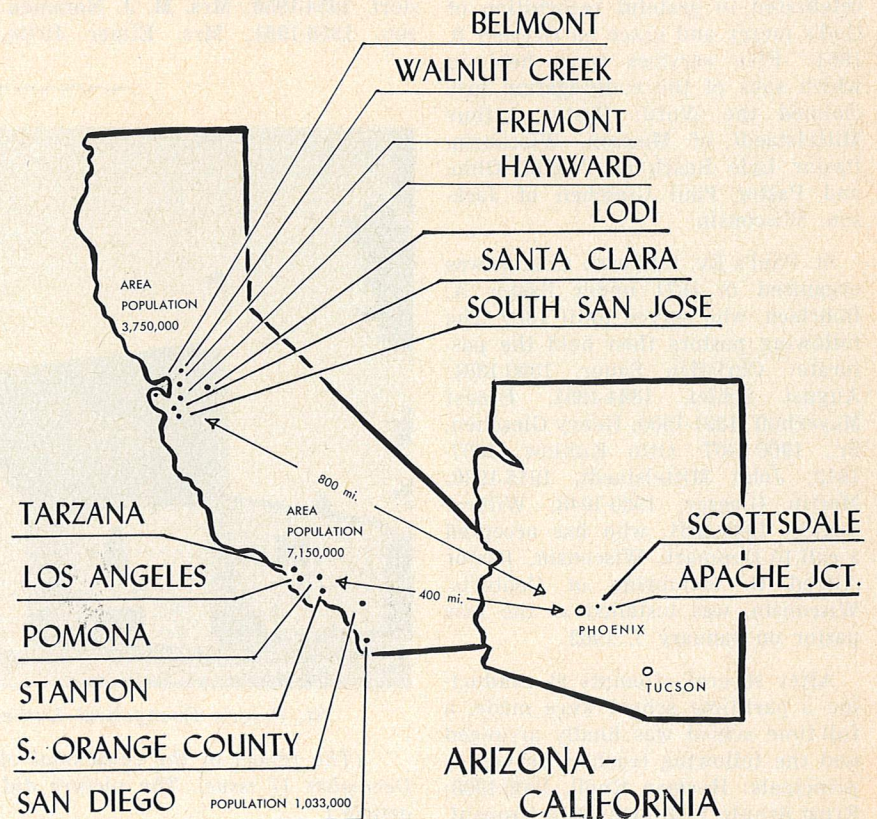 BELMONT
WALNUT CREEK
FREMONT
HAYWARD
LODI
SANTA CLARA
SOUTH SAN JOSE
AREA
POPULATION
3,750,000
800 mi.
AREA
POPULATION
7,150,000
400 mi.
TARZANA
LOS ANGELES
POMONA
STANTON
S. ORANGE COUNTY
SAN DIEGO POPULATION 1,033,000
SCOTTSDALE
APACHE JCT.
PHOENIX
TUCSON
ARIZONA -
CALIFORNIA